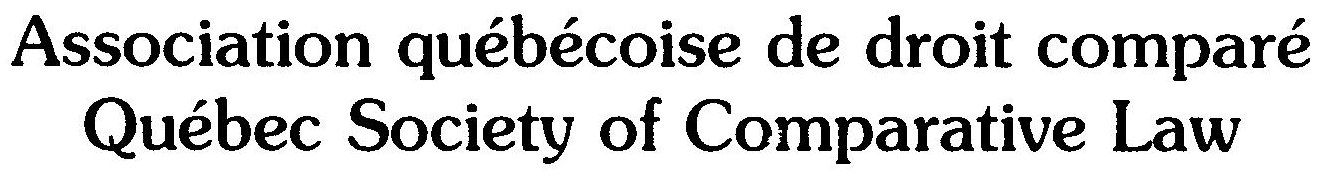 Association québécoise de droit comparé
Québec Society of Comparative Law